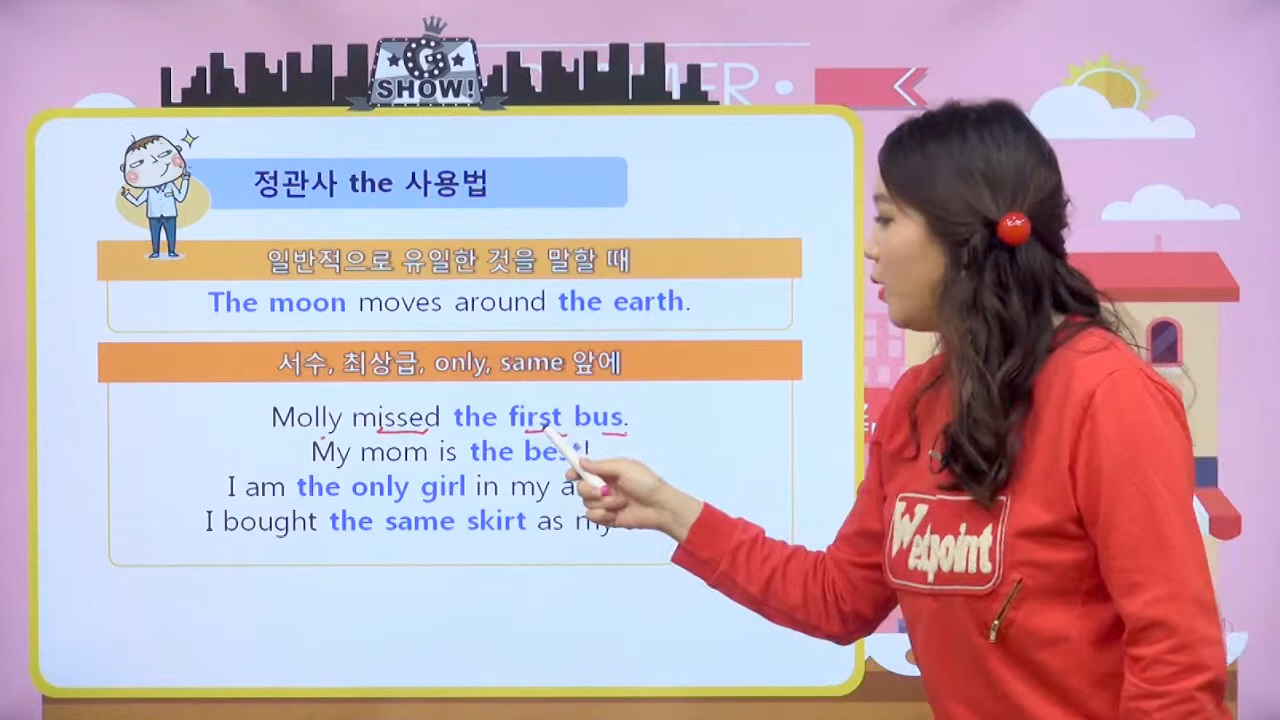 G
SHOW!
정관사 the 사용법
일반적으로 유일한 것을 말할 때
The moon moves around the earth.
서수, 최상급, only, same 앞에
Molly missed the first bus.
My mom is the best!
I am the only girl in my
I bought the same skirt as my
Wetpoint